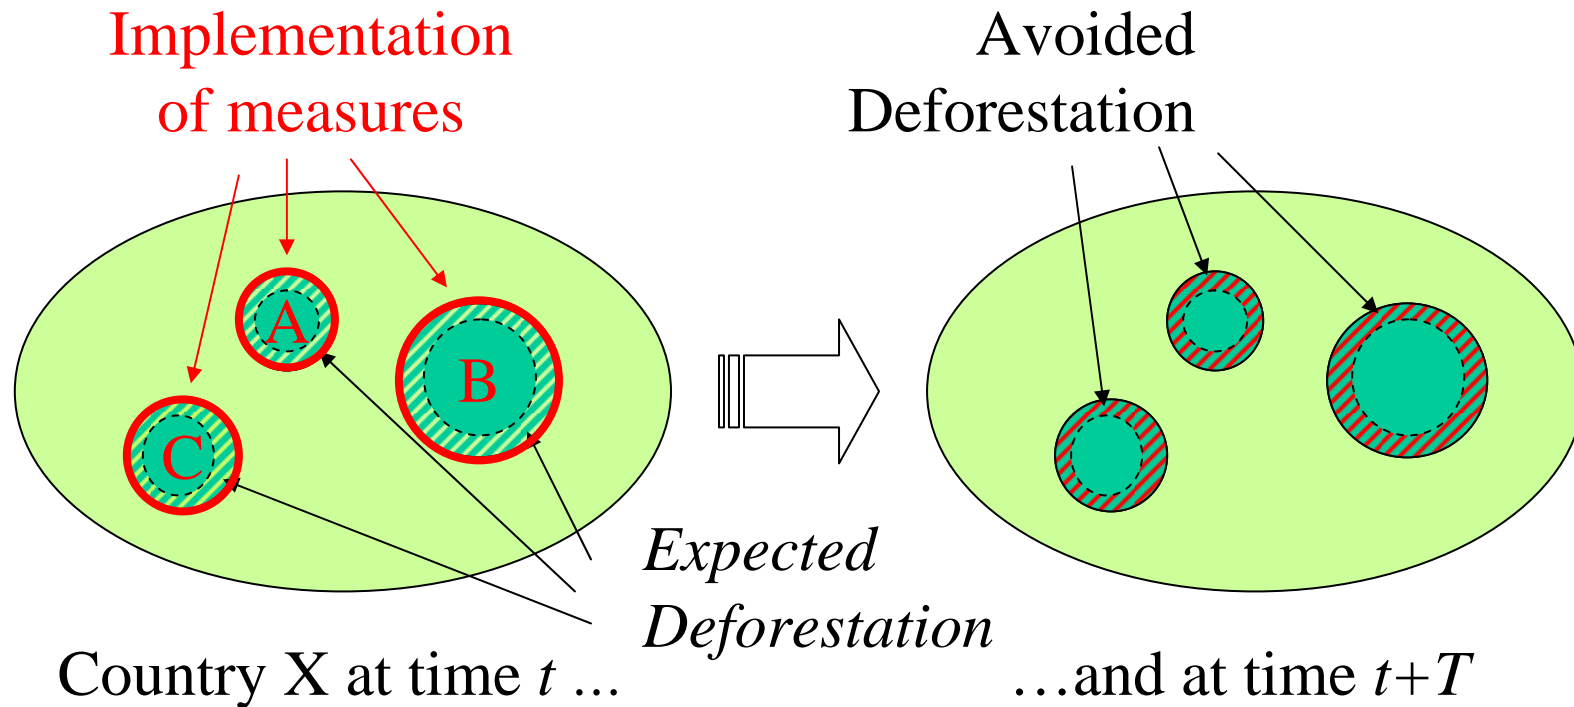 Implementation
of measures
Avoided
Deforestation
A
B
C
Expected
Deforestation
Country X at time t ...
…and at time t+T